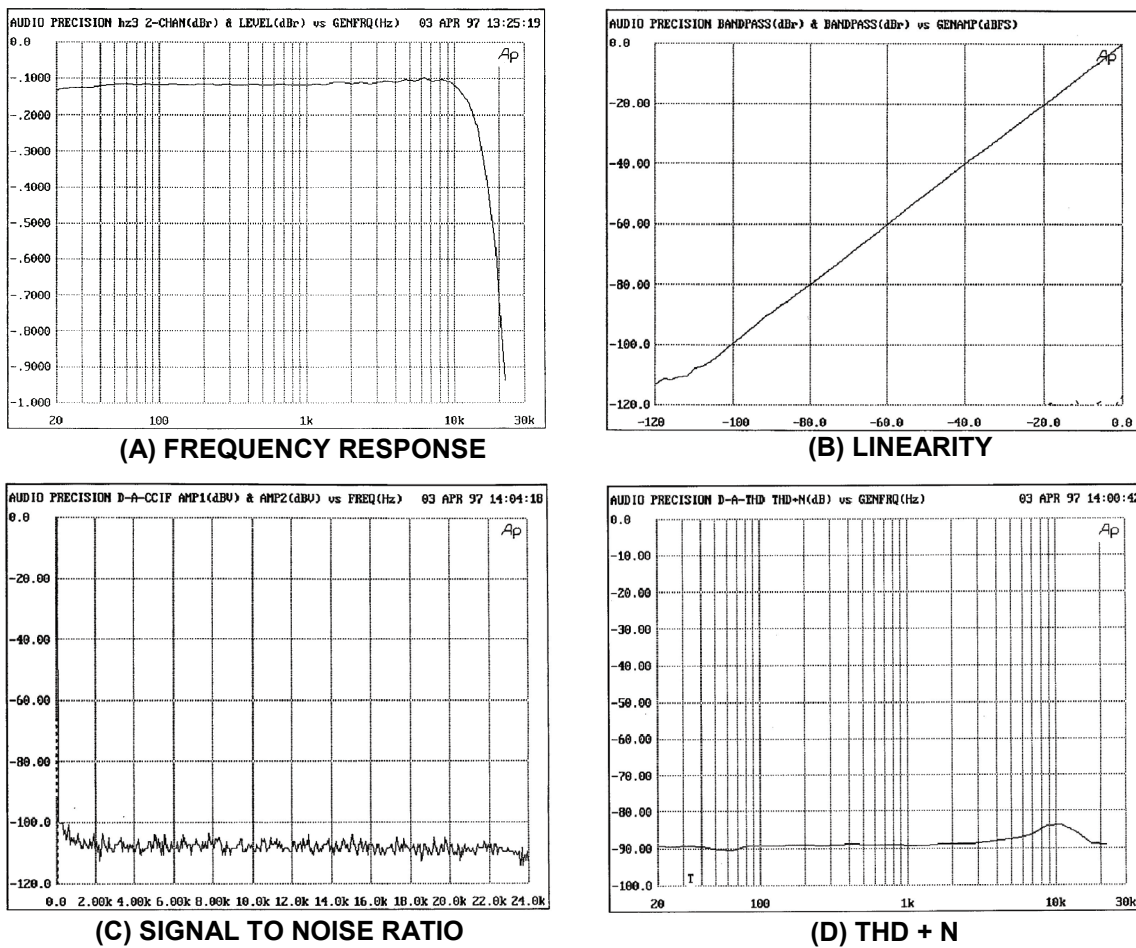 AUDIO PRECISION hz3 2-CHAN(dBr) & LEVEL(dBr) vs GENFRQ(Hz) 03 APR 97 13:25:19
0.0
Ap
-.1000
-.2000
-.3000
-.4000
-.5000
-.6000
-.7000
-.8000
-.9000
-1.000
20 100 1k 10k 30k
(A) FREQUENCY RESPONSE
AUDIO PRECISION BANDPASS(dBr) & BANDPASS(dBr) vs GENAMP(dBFS)
0.0
Ap
-20.00
-40.00
-60.00
-80.00
-100.0
-120.0
-120 -100 -80.0 -60.0 -40.0 -20.0 0.0
(B) LINEARITY
AUDIO PRECISION D-A-CCIF AMP1(dBV) & AMP2(dBV) vs FREQ(Hz) 03 APR 97 14:04:18
0.0
Ap
-20.00
-40.00
-60.00
-80.00
-100.0
-120.0
0.0 2.00k 4.00k 6.00k 8.00k 10.0k 12.0k 14.0k 16.0k 18.0k 20.0k 22.0k 24.0k
(C) SIGNAL TO NOISE RATIO
AUDIO PRECISION D-A-THD THD+N(dB) vs GENFRQ(Hz) 03 APR 97 14:00:42
0.0
Ap
-10.00
-20.00
-30.00
-40.00
-50.00
-60.00
-70.00
-80.00
-90.00
-100.0
T
20 100 1k 10k 30k
(D) THD + N